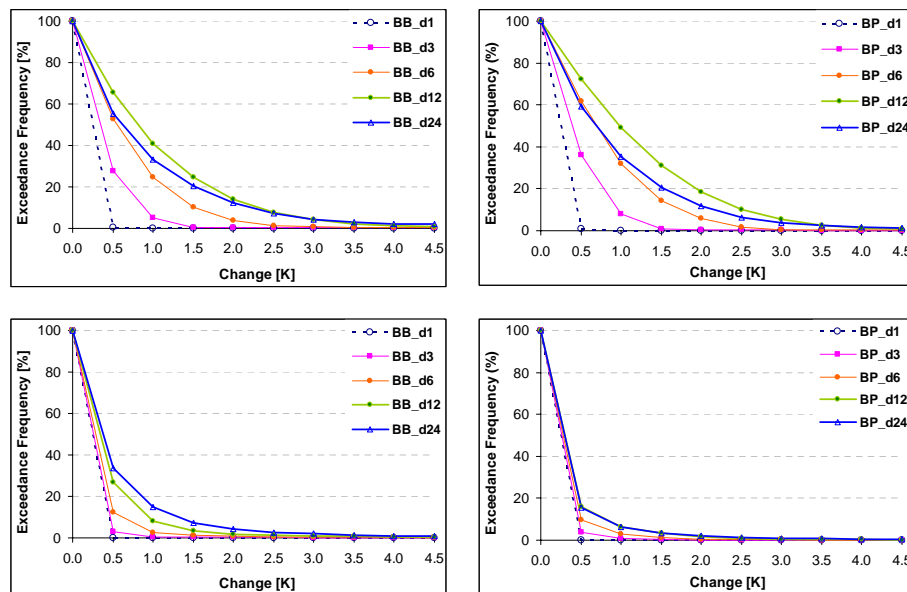 Exceedance Frequency [%]
100
80
60
40
20
0
0.0 0.5 1.0 1.5 2.0 2.5 3.0 3.5 4.0 4.5
Change [K]
BB_d1
BB_d3
BB_d6
BB_d12
BB_d24
Exceedance Frequency (%)
100
80
60
40
20
0
0.0 0.5 1.0 1.5 2.0 2.5 3.0 3.5 4.0 4.5
Change [K]
BP_d1
BP_d3
BP_d6
BP_d12
BP_d24
Exceedance Frequency [%]
100
80
60
40
20
0
0.0 0.5 1.0 1.5 2.0 2.5 3.0 3.5 4.0 4.5
Change [K]
BB_d1
BB_d3
BB_d6
BB_d12
BB_d24
Exceedance Frequency (%)
100
80
60
40
20
0
0.0 0.5 1.0 1.5 2.0 2.5 3.0 3.5 4.0 4.5
Change [K]
BP_d1
BP_d3
BP_d6
BP_d12
BP_d24